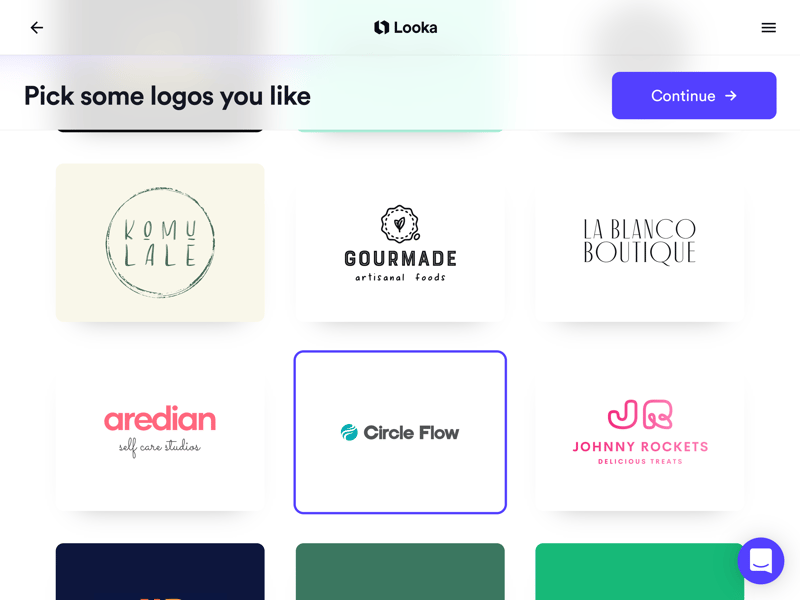 Looka
Pick some logos you like
Continue
KOMU
LALE
GOURMADE
artisanal foods
LA BLANCO
BOUTIQUE
aredian
self care studios
Circle Flow
JR
JOHNNY ROCKETS
DELICIOUS TREATS